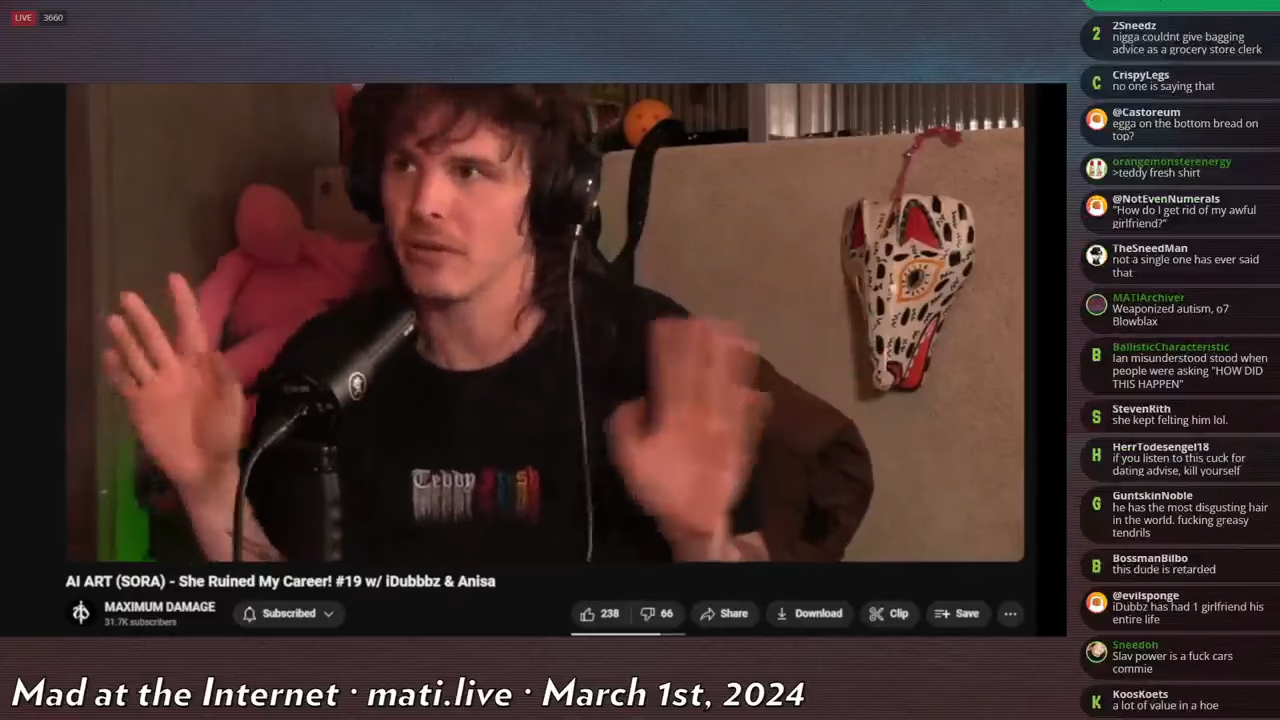 LIVE 3660
2Sneedz
nigga couldnt give bagging
advice as a grocery store clerk
CrispyLegs
no one is saying that
@Castoreum
egga on the bottom bread on
top?
orangemonsterenergy
>teddy fresh shirt
@NotEvenNumerals
"How do I get rid of my awful
girlfriend?"
TheSneedMan
not a single one has ever said
that
MATIArchiver
Weaponized autism, o7
Blowblax
BallisticCharacteristic
Ian misunderstood stood when
people were asking "HOW DID
THIS HAPPEN"
StevenRith
she kept felting him lol.
HerrTodesengel18
if you listen to this cuck for
dating advise, kill yourself
GuntskinNoble
he has the most disgusting hair
in the world. fucking greasy
tendrils
BossmanBilbo
this dude is retarded
@evilsponge
iDubbz has had 1 girlfriend his
entire life
Sneedoh
Slav power is a fuck cars
commie
KoosKoets
a lot of value in a hoe
Teddy Fresh
AI ART (SORA) - She Ruined My Career! #19 w/ iDubbbz & Anisa
MAXIMUM DAMAGE
31.7K subscribers
Subscribed
238
66
Share
Download
Clip
Save
Mad at the Internet · mati.live · March 1st, 2024